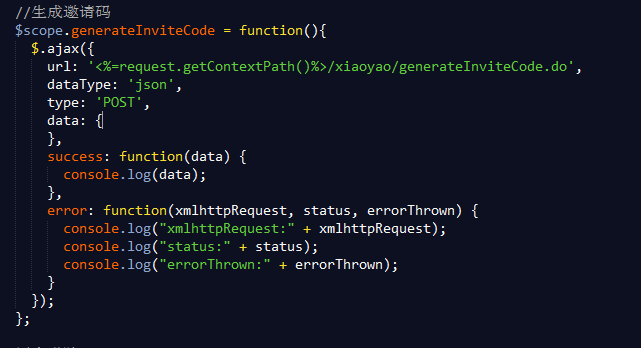 //生成邀请码
$scope.generateInviteCode = function(){
  $.ajax({
    url: '<%=request.getContextPath()%>/xiaoyao/generateInviteCode.do',
    dataType: 'json',
    type: 'POST',
    data: {
    },
    success: function(data) {
      console.log(data);
    },
    error: function(xmlhttpRequest, status, errorThrown) {
      console.log("xmlhttpRequest:" + xmlhttpRequest);
      console.log("status:" + status);
      console.log("errorThrown:" + errorThrown);
    }
  });
};